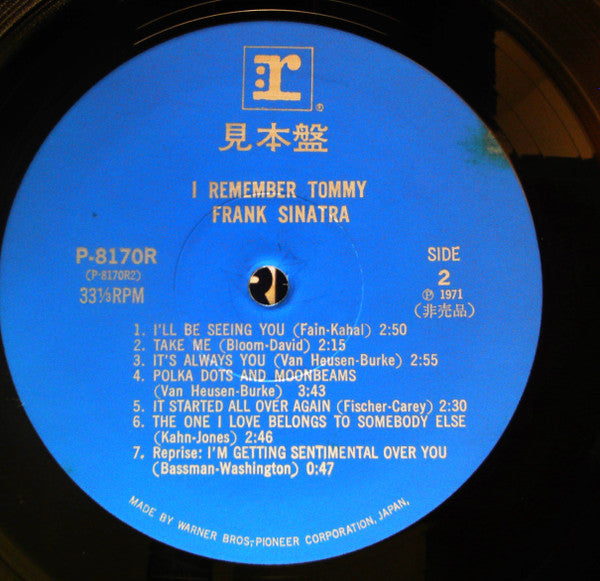 r
®
見本盤
I REMEMBER TOMMY
FRANK SINATRA
P-8170R
(P-8170R2)
33⅓RPM
SIDE
2
Ⓟ 1971
(非売品)
1. I'LL BE SEEING YOU (Fain-Kahal) 2:50
2. TAKE ME (Bloom-David) 2:15
3. IT'S ALWAYS YOU (Van Heusen-Burke) 2:55
4. POLKA DOTS AND MOONBEAMS
(Van Heusen-Burke) 3:43
5. IT STARTED ALL OVER AGAIN (Fischer-Carey) 2:30
6. THE ONE I LOVE BELONGS TO SOMEBODY ELSE
(Kahn-Jones) 2:46
7. Reprise: I'M GETTING SENTIMENTAL OVER YOU
(Bassman-Washington) 0:47
MADE BY WARNER BROS,-PIONEER CORPORATION, JAPAN,